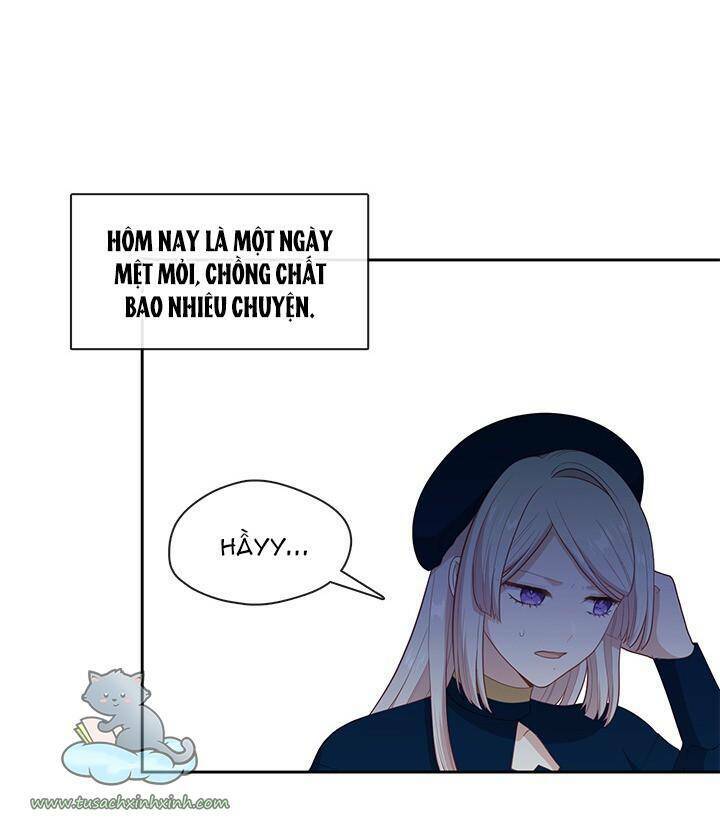 HÔM NAY LÀ MỘT NGÀY
MỆT MỎI, CHỒNG CHẤT
BAO NHIÊU CHUYỆN.
HẦYY...
www.tusachxinhxinh.com